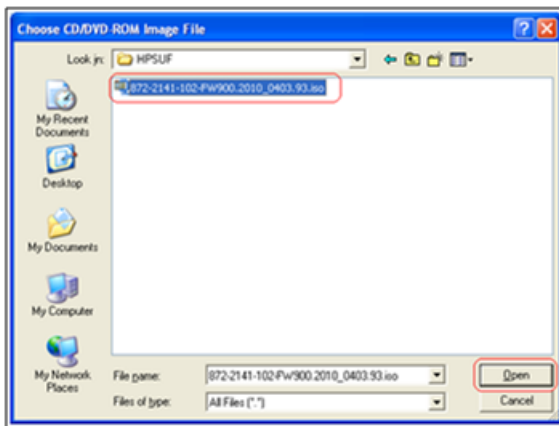 Choose CD/DVD-ROM Image File
Look in:
HPSUF
872-2141-102-FW900.2010_0403.93.iso
My Recent
Documents
Desktop
My Documents
My Computer
My Network
Places
File name:
872-2141-102-FW900.2010_0403.93.iso
Open
Files of type:
All Files (*.*)
Cancel